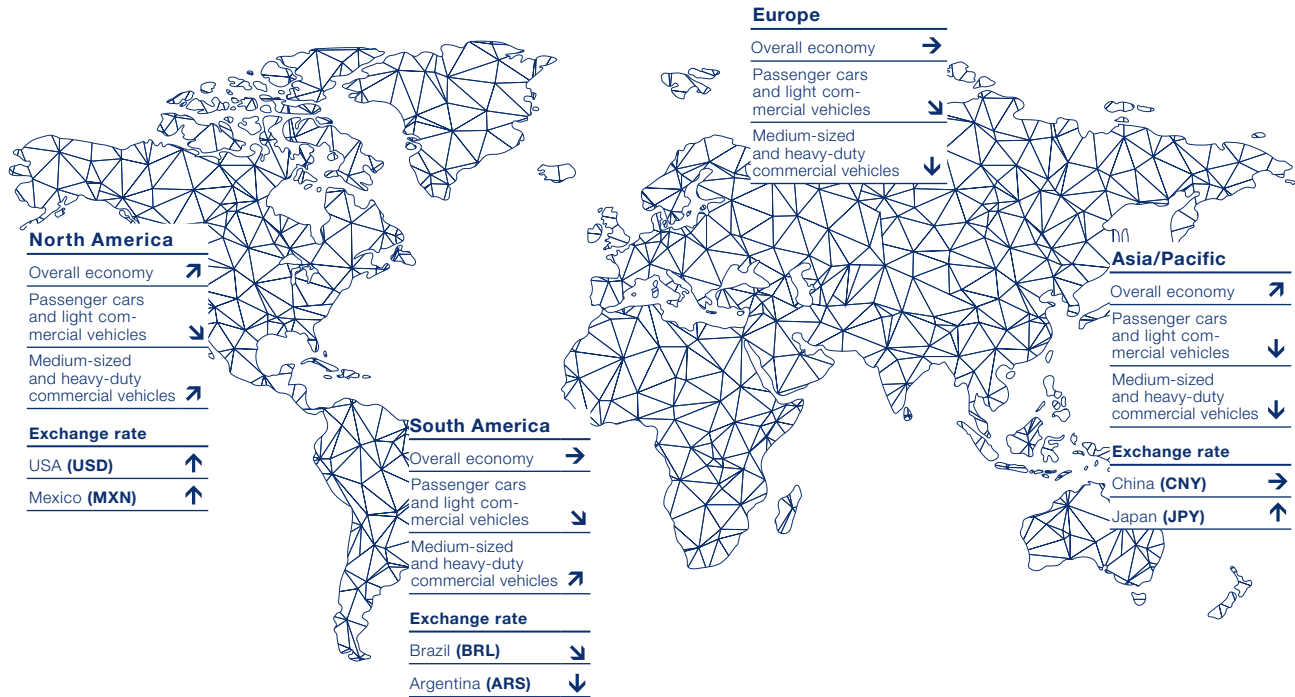 Europe
Overall economy →
Passenger cars
and light com-
mercial vehicles ↘
Medium-sized
and heavy-duty
commercial vehicles ↓
North America
Overall economy ↗
Passenger cars
and light com-
mercial vehicles ↘
Medium-sized
and heavy-duty
commercial vehicles ↗
Exchange rate
USA (USD) ↑
Mexico (MXN) ↑
South America
Overall economy →
Passenger cars
and light com-
mercial vehicles ↘
Medium-sized
and heavy-duty
commercial vehicles ↗
Exchange rate
Brazil (BRL) ↘
Argentina (ARS) ↓
Asia/Pacific
Overall economy ↗
Passenger cars
and light com-
mercial vehicles ↓
Medium-sized
and heavy-duty
commercial vehicles ↓
Exchange rate
China (CNY) →
Japan (JPY) ↑